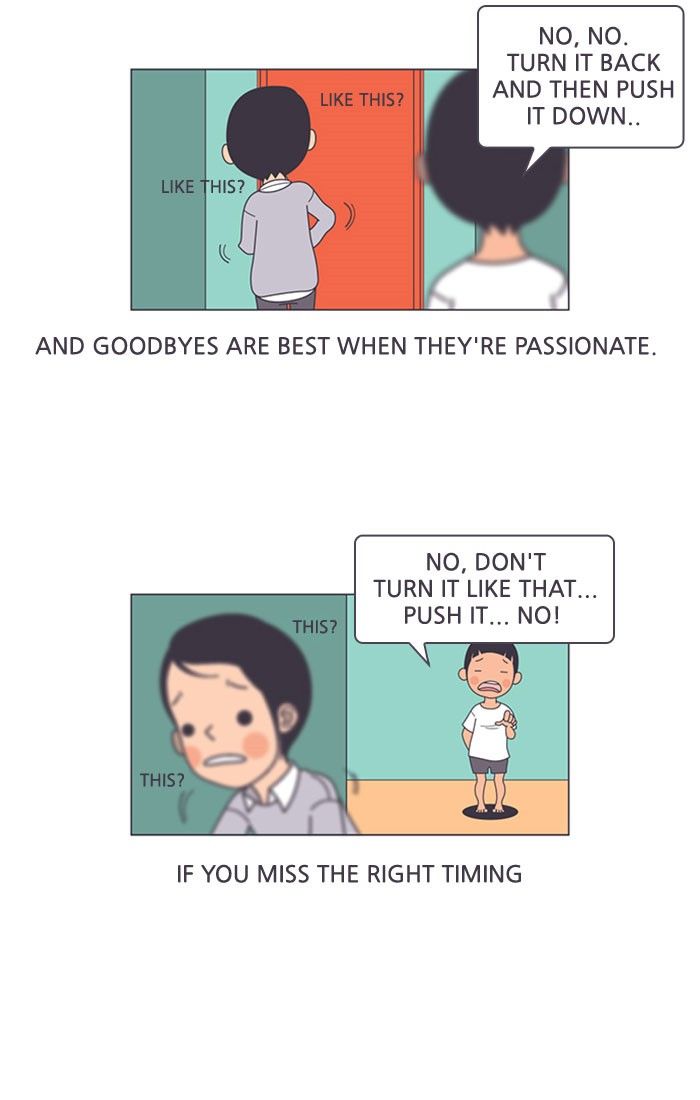 NO, NO.
TURN IT BACK
AND THEN PUSH
IT DOWN..
LIKE THIS?
LIKE THIS?
AND GOODBYES ARE BEST WHEN THEY'RE PASSIONATE.
NO, DON'T
TURN IT LIKE THAT...
PUSH IT... NO!
THIS?
THIS?
IF YOU MISS THE RIGHT TIMING